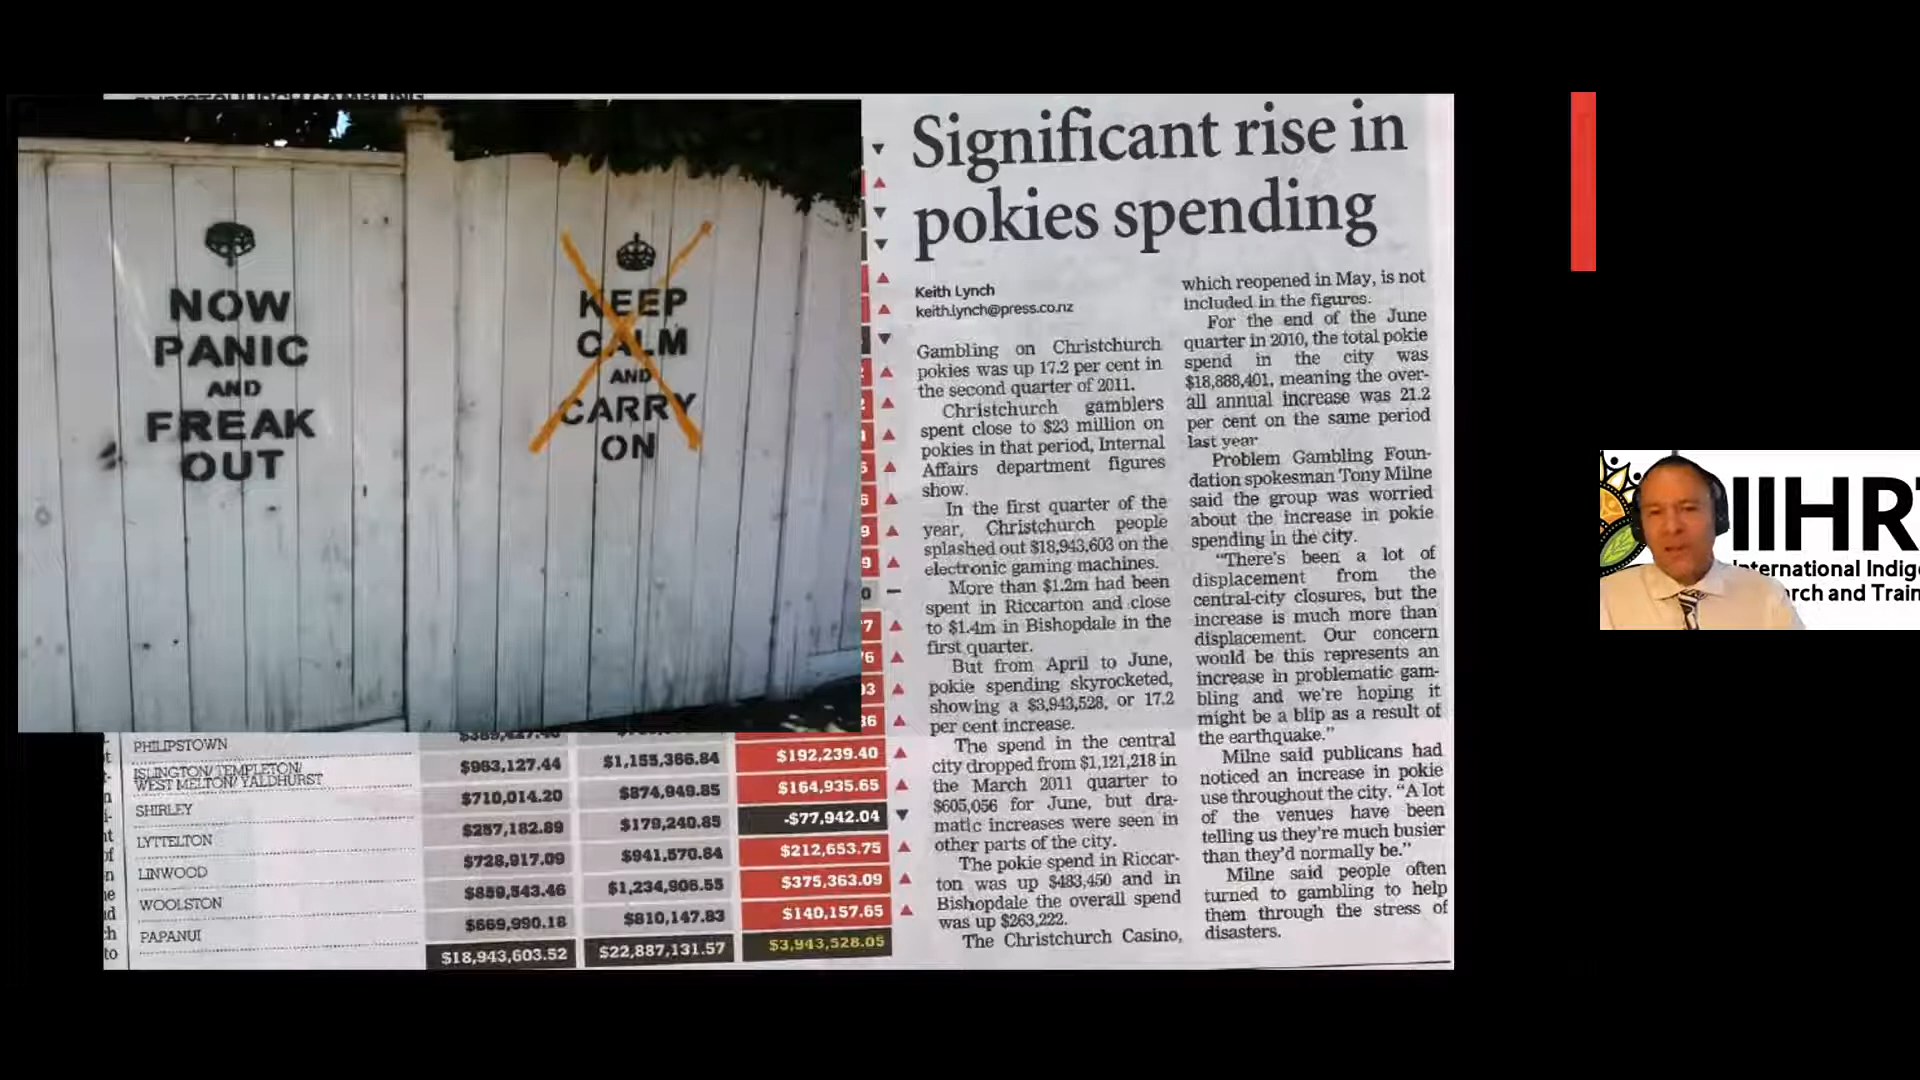 CHRISTCHURCH GAMBLING
NOW
PANIC
AND
FREAK
OUT
KEEP
CALM
AND
CARRY
ON
Significant rise in
pokies spending
Keith Lynch
keith.lynch@press.co.nz
Gambling on Christchurch
pokies was up 17.2 per cent in
the second quarter of 2011.
Christchurch gamblers
spent close to $23 million on
pokies in that period, Internal
Affairs department figures
show.
In the first quarter of the
year, Christchurch people
splashed out $18,943,603 on the
electronic gaming machines.
More than $1.2m had been
spent in Riccarton and close
to $1.4m in Bishopdale in the
first quarter.
But from April to June,
pokie spending skyrocketed,
showing a $3,943,528, or 17.2
per cent increase.
The spend in the central
city dropped from $1,121,218 in
the March 2011 quarter to
$605,056 for June, but dra-
matic increases were seen in
other parts of the city.
The pokie spend in Riccar-
ton was up $483,450 and in
Bishopdale the overall spend
was up $263,222.
The Christchurch Casino,
which reopened in May, is not
included in the figures.
For the end of the June
quarter in 2010, the total pokie
spend in the city was
$18,888,401, meaning the over-
all annual increase was 21.2
per cent on the same period
last year
Problem Gambling Foun-
dation spokesman Tony Milne
said the group was worried
about the increase in pokie
spending in the city.
"There's been a lot of
displacement from the
central-city closures, but the
increase is much more than
displacement. Our concern
would be this represents an
increase in problematic gam-
bling and we're hoping it
might be a blip as a result of
the earthquake."
Milne said publicans had
noticed an increase in pokie
use throughout the city. "A lot
of the venues have been
telling us they're much busier
than they'd normally be."
Milne said people often
turned to gambling to help
them through the stress of
disasters.
PHILIPSTOWN
ISLINGTON/ TEMPLETON/
WEST MELTON/ YALDHURST
$963,127.44 $1,155,366.84 $192,239.40
SHIRLEY
$710,014.20 $874,949.85 $164,935.65
LYTTELTON
$257,182.89 $179,240.85 -$77,942.04
LINWOOD
$728,917.09 $941,570.84 $212,653.75
WOOLSTON
$859,543.46 $1,234,906.55 $375,363.09
PAPANUI
$669,990.18 $810,147.83 $140,157.65
$18,943,603.52 $22,887,131.57 $3,943,528.05
IIHR
International Indig
rch and Train